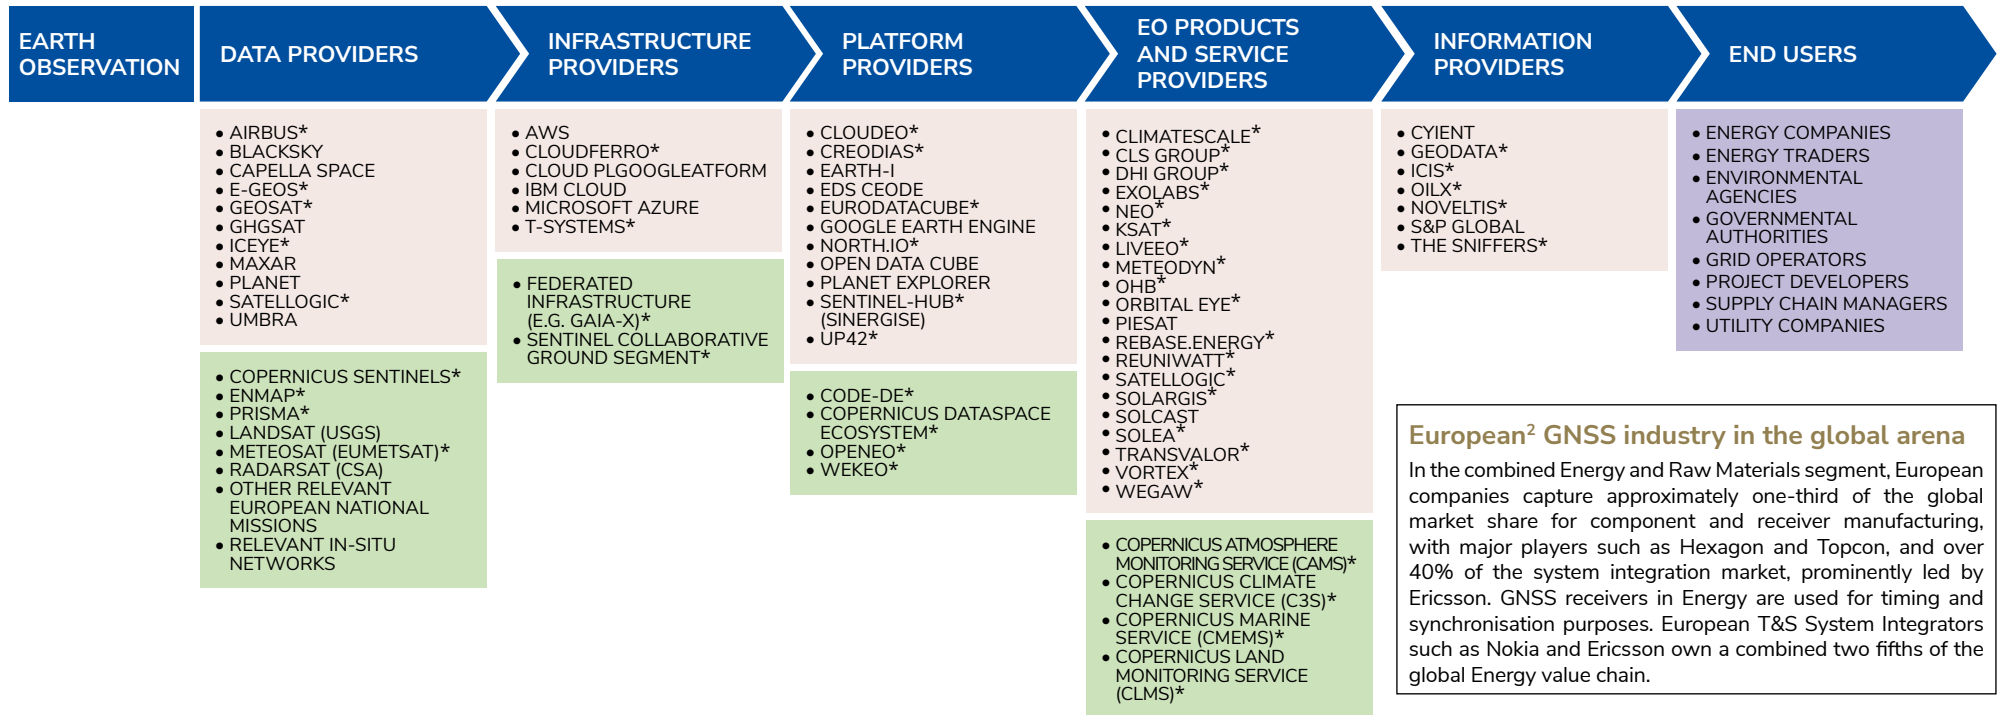 EARTH
OBSERVATION
DATA PROVIDERS
INFRASTRUCTURE
PROVIDERS
PLATFORM
PROVIDERS
EO PRODUCTS
AND SERVICE
PROVIDERS
INFORMATION
PROVIDERS
END USERS
• AIRBUS*
• BLACKSKY
• CAPELLA SPACE
• E-GEOS*
• GEOSAT*
• GHGSAT
• ICEYE*
• MAXAR
• PLANET
• SATELLOGIC*
• UMBRA
• COPERNICUS SENTINELS*
• ENMAP*
• PRISMA*
• LANDSAT (USGS)
• METEOSAT (EUMETSAT)*
• RADARSAT (CSA)
• OTHER RELEVANT
EUROPEAN NATIONAL
MISSIONS
• RELEVANT IN-SITU
NETWORKS
• AWS
• CLOUDFERRO*
• CLOUD PLGOOGLEATFORM
• IBM CLOUD
• MICROSOFT AZURE
• T-SYSTEMS*
• FEDERATED
INFRASTRUCTURE
(E.G. GAIA-X)*
• SENTINEL COLLABORATIVE
GROUND SEGMENT*
• CLOUDEO*
• CREODIAS*
• EARTH-I
• EDS CEODE
• EURODATACUBE*
• GOOGLE EARTH ENGINE
• NORTH.IO*
• OPEN DATA CUBE
• PLANET EXPLORER
• SENTINEL-HUB*
(SINERGISE)
• UP42*
• CODE-DE*
• COPERNICUS DATASPACE
ECOSYSTEM*
• OPENEO*
• WEKEO*
• CLIMATESCALE*
• CLS GROUP*
• DHI GROUP*
• EXOLABS*
• NEO*
• KSAT*
• LIVEEO*
• METEODYN*
• OHB*
• ORBITAL EYE*
• PIESAT
• REBASE.ENERGY*
• REUNIWATT*
• SATELLOGIC*
• SOLARGIS*
• SOLCAST
• SOLEA*
• TRANSVALOR*
• VORTEX*
• WEGAW*
• COPERNICUS ATMOSPHERE
MONITORING SERVICE (CAMS)*
• COPERNICUS CLIMATE
CHANGE SERVICE (C3S)*
• COPERNICUS MARINE
SERVICE (CMEMS)*
• COPERNICUS LAND
MONITORING SERVICE
(CLMS)*
• CYIENT
• GEODATA*
• ICIS*
• OILX*
• NOVELTIS*
• S&P GLOBAL
• THE SNIFFERS*
• ENERGY COMPANIES
• ENERGY TRADERS
• ENVIRONMENTAL
AGENCIES
• GOVERNMENTAL
AUTHORITIES
• GRID OPERATORS
• PROJECT DEVELOPERS
• SUPPLY CHAIN MANAGERS
• UTILITY COMPANIES
European² GNSS industry in the global arena
In the combined Energy and Raw Materials segment, European
companies capture approximately one-third of the global
market share for component and receiver manufacturing,
with major players such as Hexagon and Topcon, and over
40% of the system integration market, prominently led by
Ericsson. GNSS receivers in Energy are used for timing and
synchronisation purposes. European T&S System Integrators
such as Nokia and Ericsson own a combined two fifths of the
global Energy value chain.